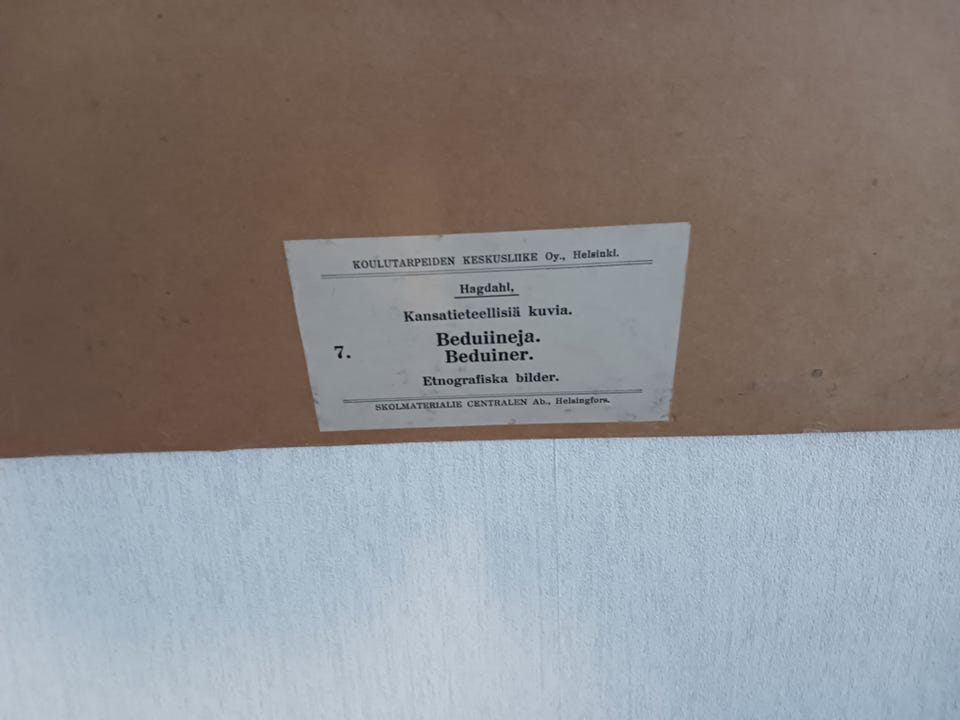 KOULUTARPEIDEN KESKUSLIIKE Oy., Helsinki.
Hagdahl,
Kansatieteellisiä kuvia.
7. Beduiineja.
Beduiner.
Etnografiska bilder.
SKOLMATERIALIE CENTRALEN Ab., Helsingfors.